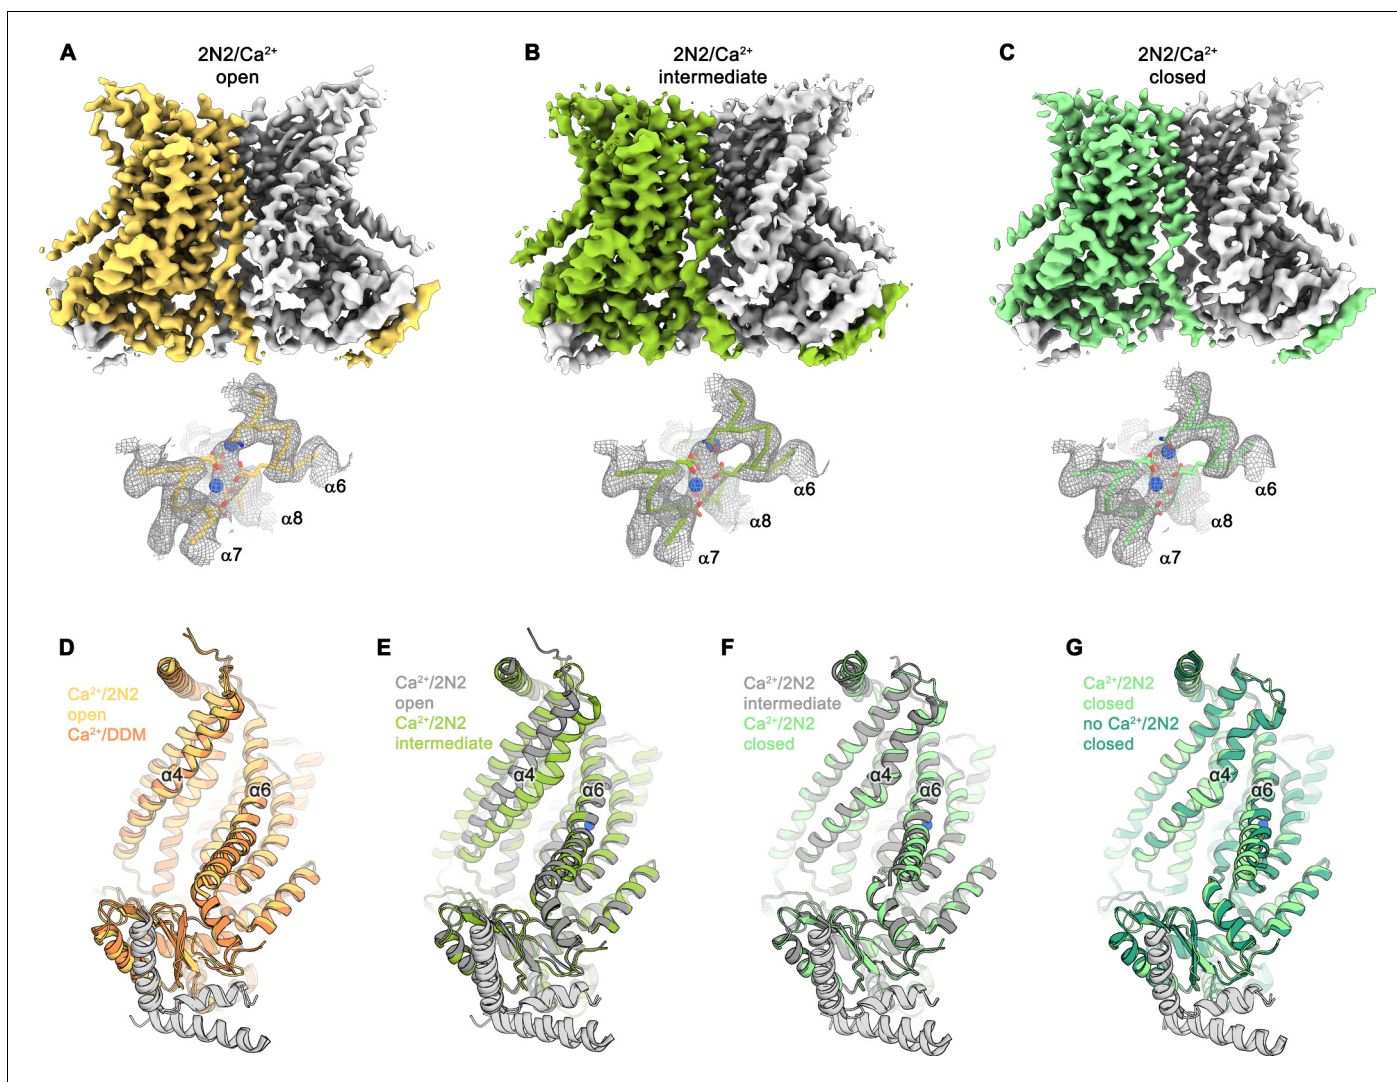 A
2N2/Ca²⁺
open
B
2N2/Ca²⁺
intermediate
C
2N2/Ca²⁺
closed
α6
α8
α7
α6
α8
α7
α6
α8
α7
D
Ca²⁺/2N2
open
Ca²⁺/DDM
α4
α6
E
Ca²⁺/2N2
open
Ca²⁺/2N2
intermediate
α4
α6
F
Ca²⁺/2N2
intermediate
Ca²⁺/2N2
closed
α4
α6
G
Ca²⁺/2N2
closed
no Ca²⁺/2N2
closed
α4
α6